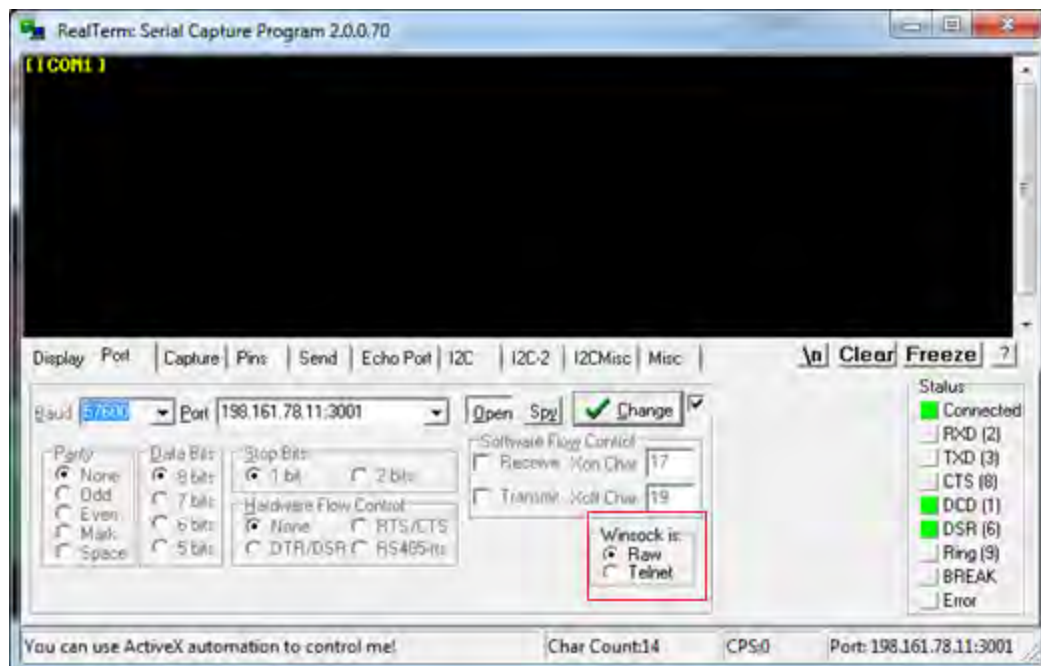 RealTerm: Serial Capture Program 2.0.0.70
[ICOM1]
Display Port Capture Pins Send Echo Port I2C I2C-2 I2CMisc Misc \n Clear Freeze ?
Baud 57600 Port 198.161.78.11:3001 Open Spy Change
Parity
None
Odd
Even
Mark
Space
Data Bits
8 bits
7 bits
6 bits
5 bits
Stop Bits
1 bit 2 bits
Hardware Flow Control
None RTS/CTS
DTR/DSR RS485-rts
Software Flow Control
Receive Xon Char 17
Transmit Xoff Char 19
Winsock is:
Raw
Telnet
Status
Connected
RXD (2)
TXD (3)
CTS (8)
DCD (1)
DSR (6)
Ring (9)
BREAK
Error
You can use ActiveX automation to control me! Char Count:14 CPS:0 Port: 198.161.78.11:3001